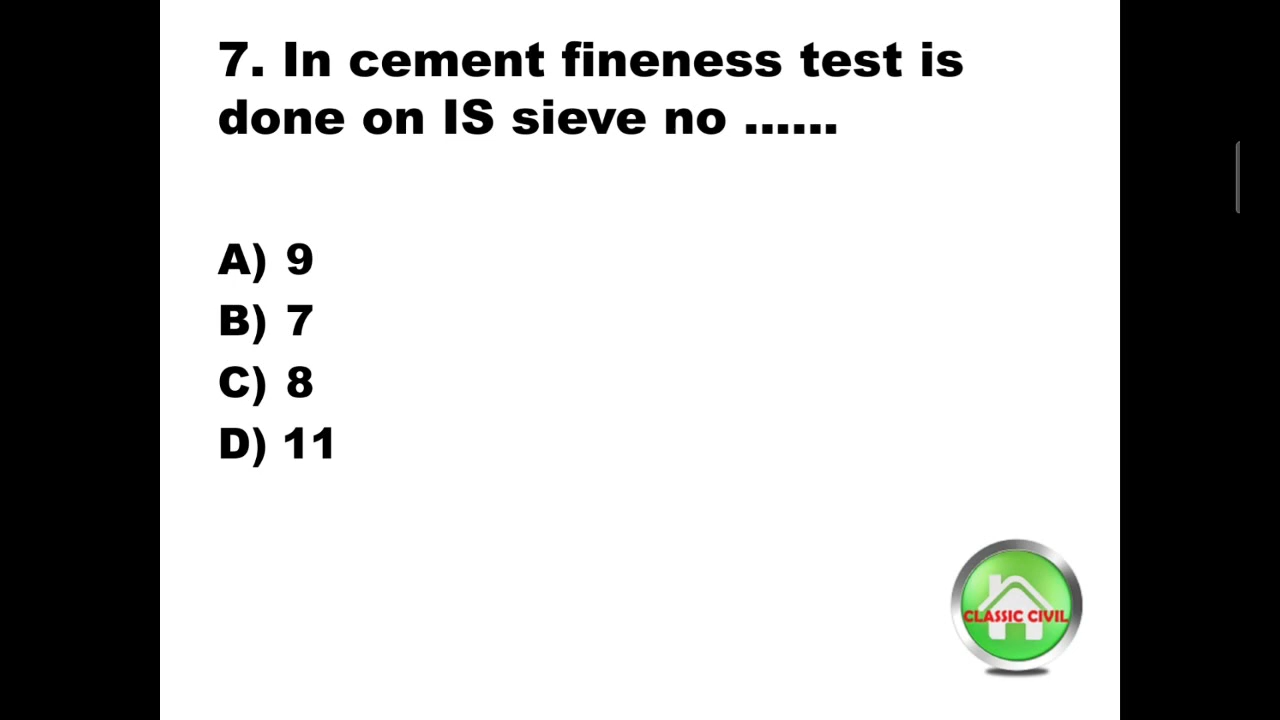 7. In cement fineness test is
done on IS sieve no ......
A) 9
B) 7
C) 8
D) 11
CLASSIC CIVIL